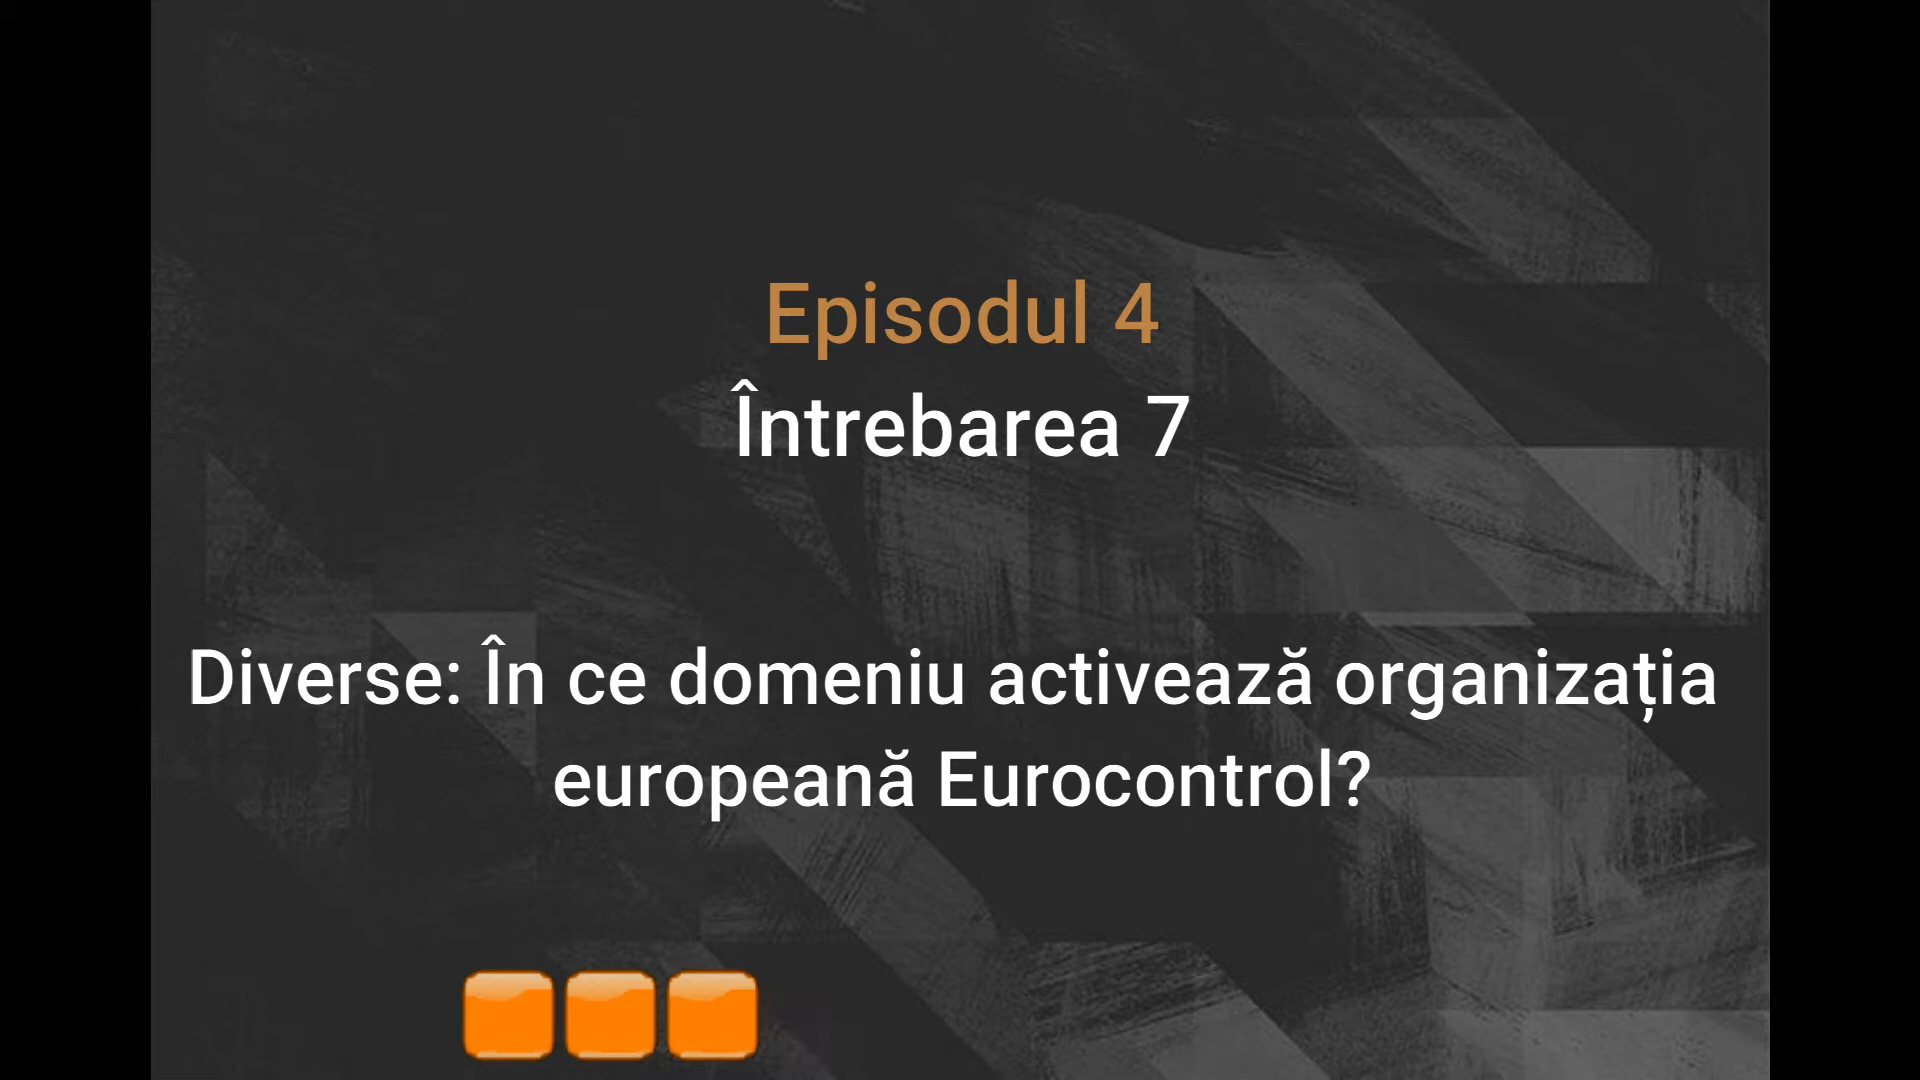 Episodul 4
Întrebarea 7
Diverse: În ce domeniu activează organizația
europeană Eurocontrol?